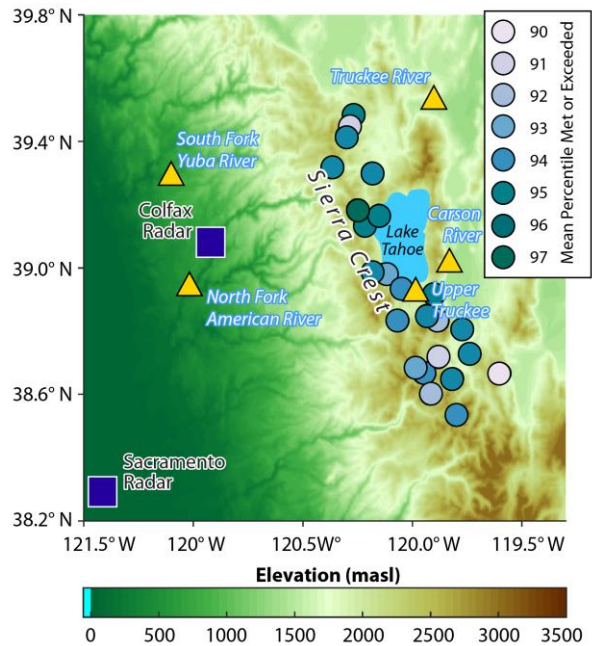 39.8° N
39.4° N
39.0° N
38.6° N
38.2° N
Truckee River
South Fork
Yuba River
Colfax
Radar
Sierra Crest
Lake
Tahoe
Carson
River
North Fork
American River
Upper
Truckee
Sacramento
Radar
90
91
92
93
94
95
96
97
Mean Percentile Met or Exceeded
121.5°W
120°W
120.5°W
120.0°W
119.5°W
Elevation (masl)
0
500
1000
1500
2000
2500
3000
3500